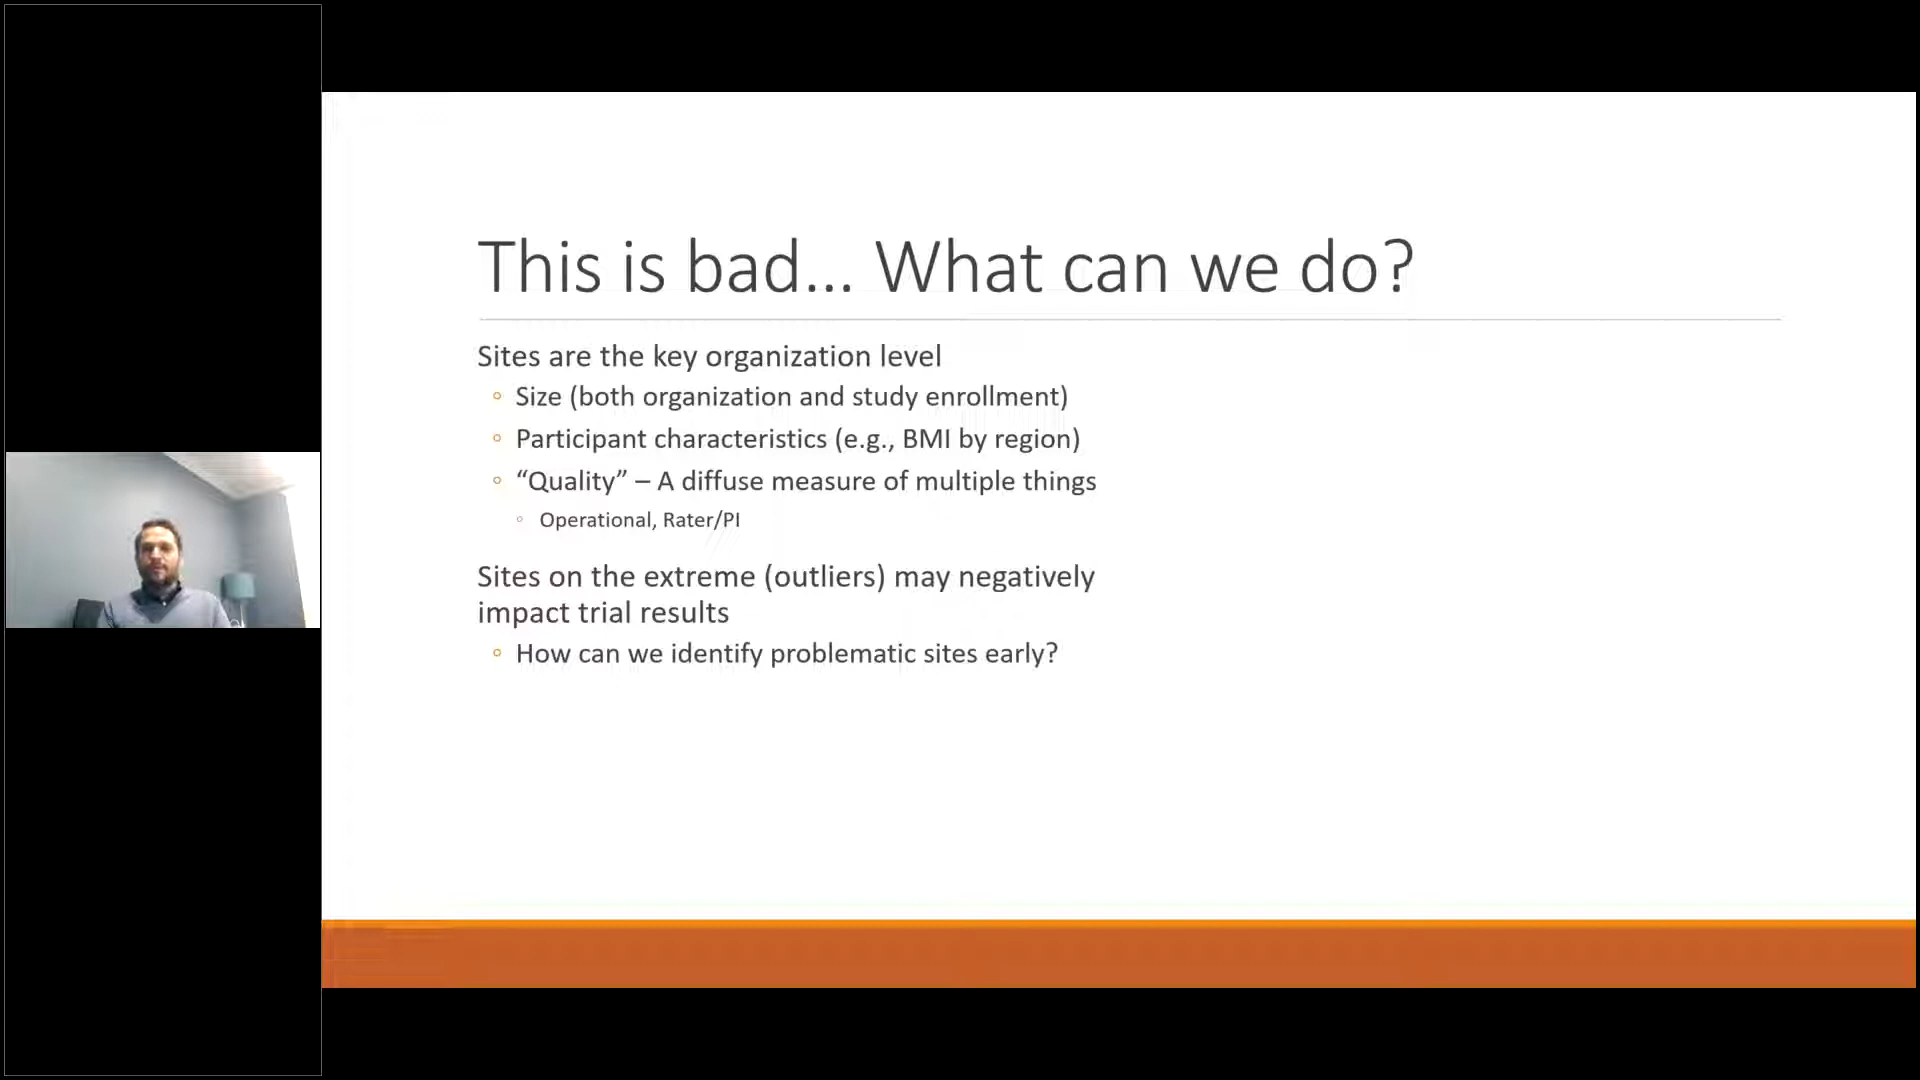 This is bad... What can we do?
Sites are the key organization level
Size (both organization and study enrollment)
Participant characteristics (e.g., BMI by region)
“Quality” – A diffuse measure of multiple things
Operational, Rater/PI
Sites on the extreme (outliers) may negatively
impact trial results
How can we identify problematic sites early?